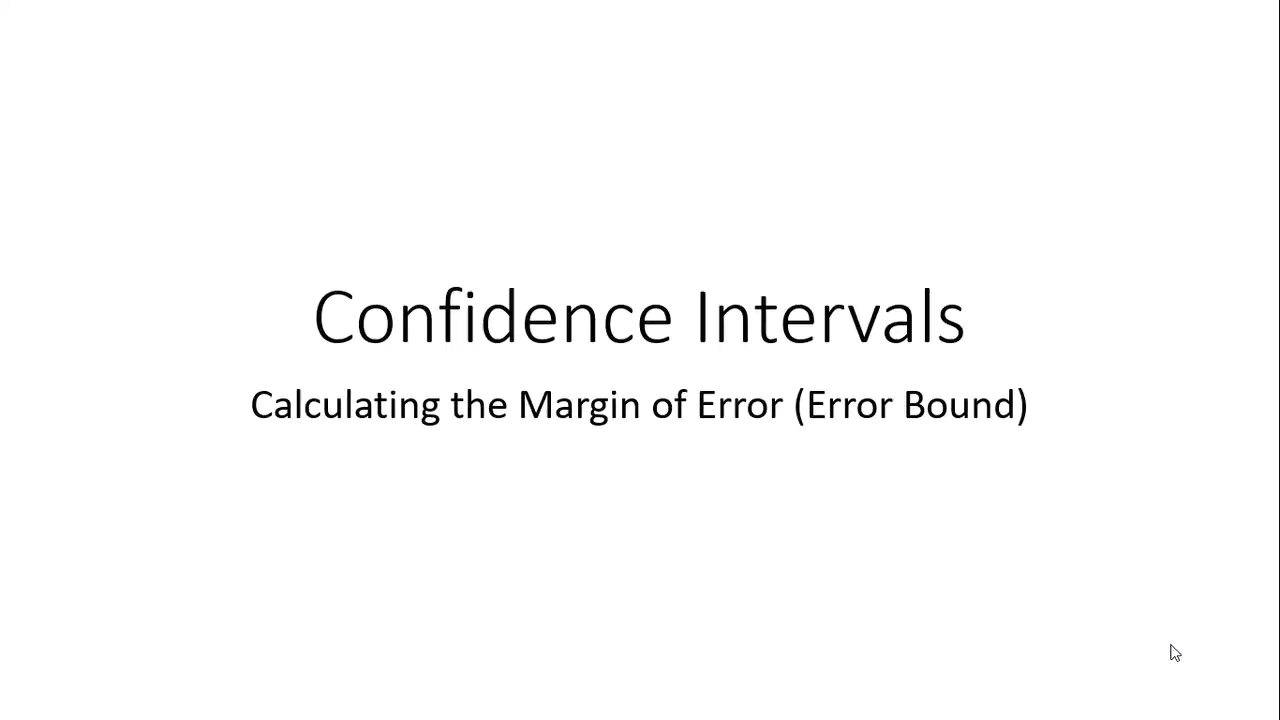 Confidence Intervals
Calculating the Margin of Error (Error Bound)